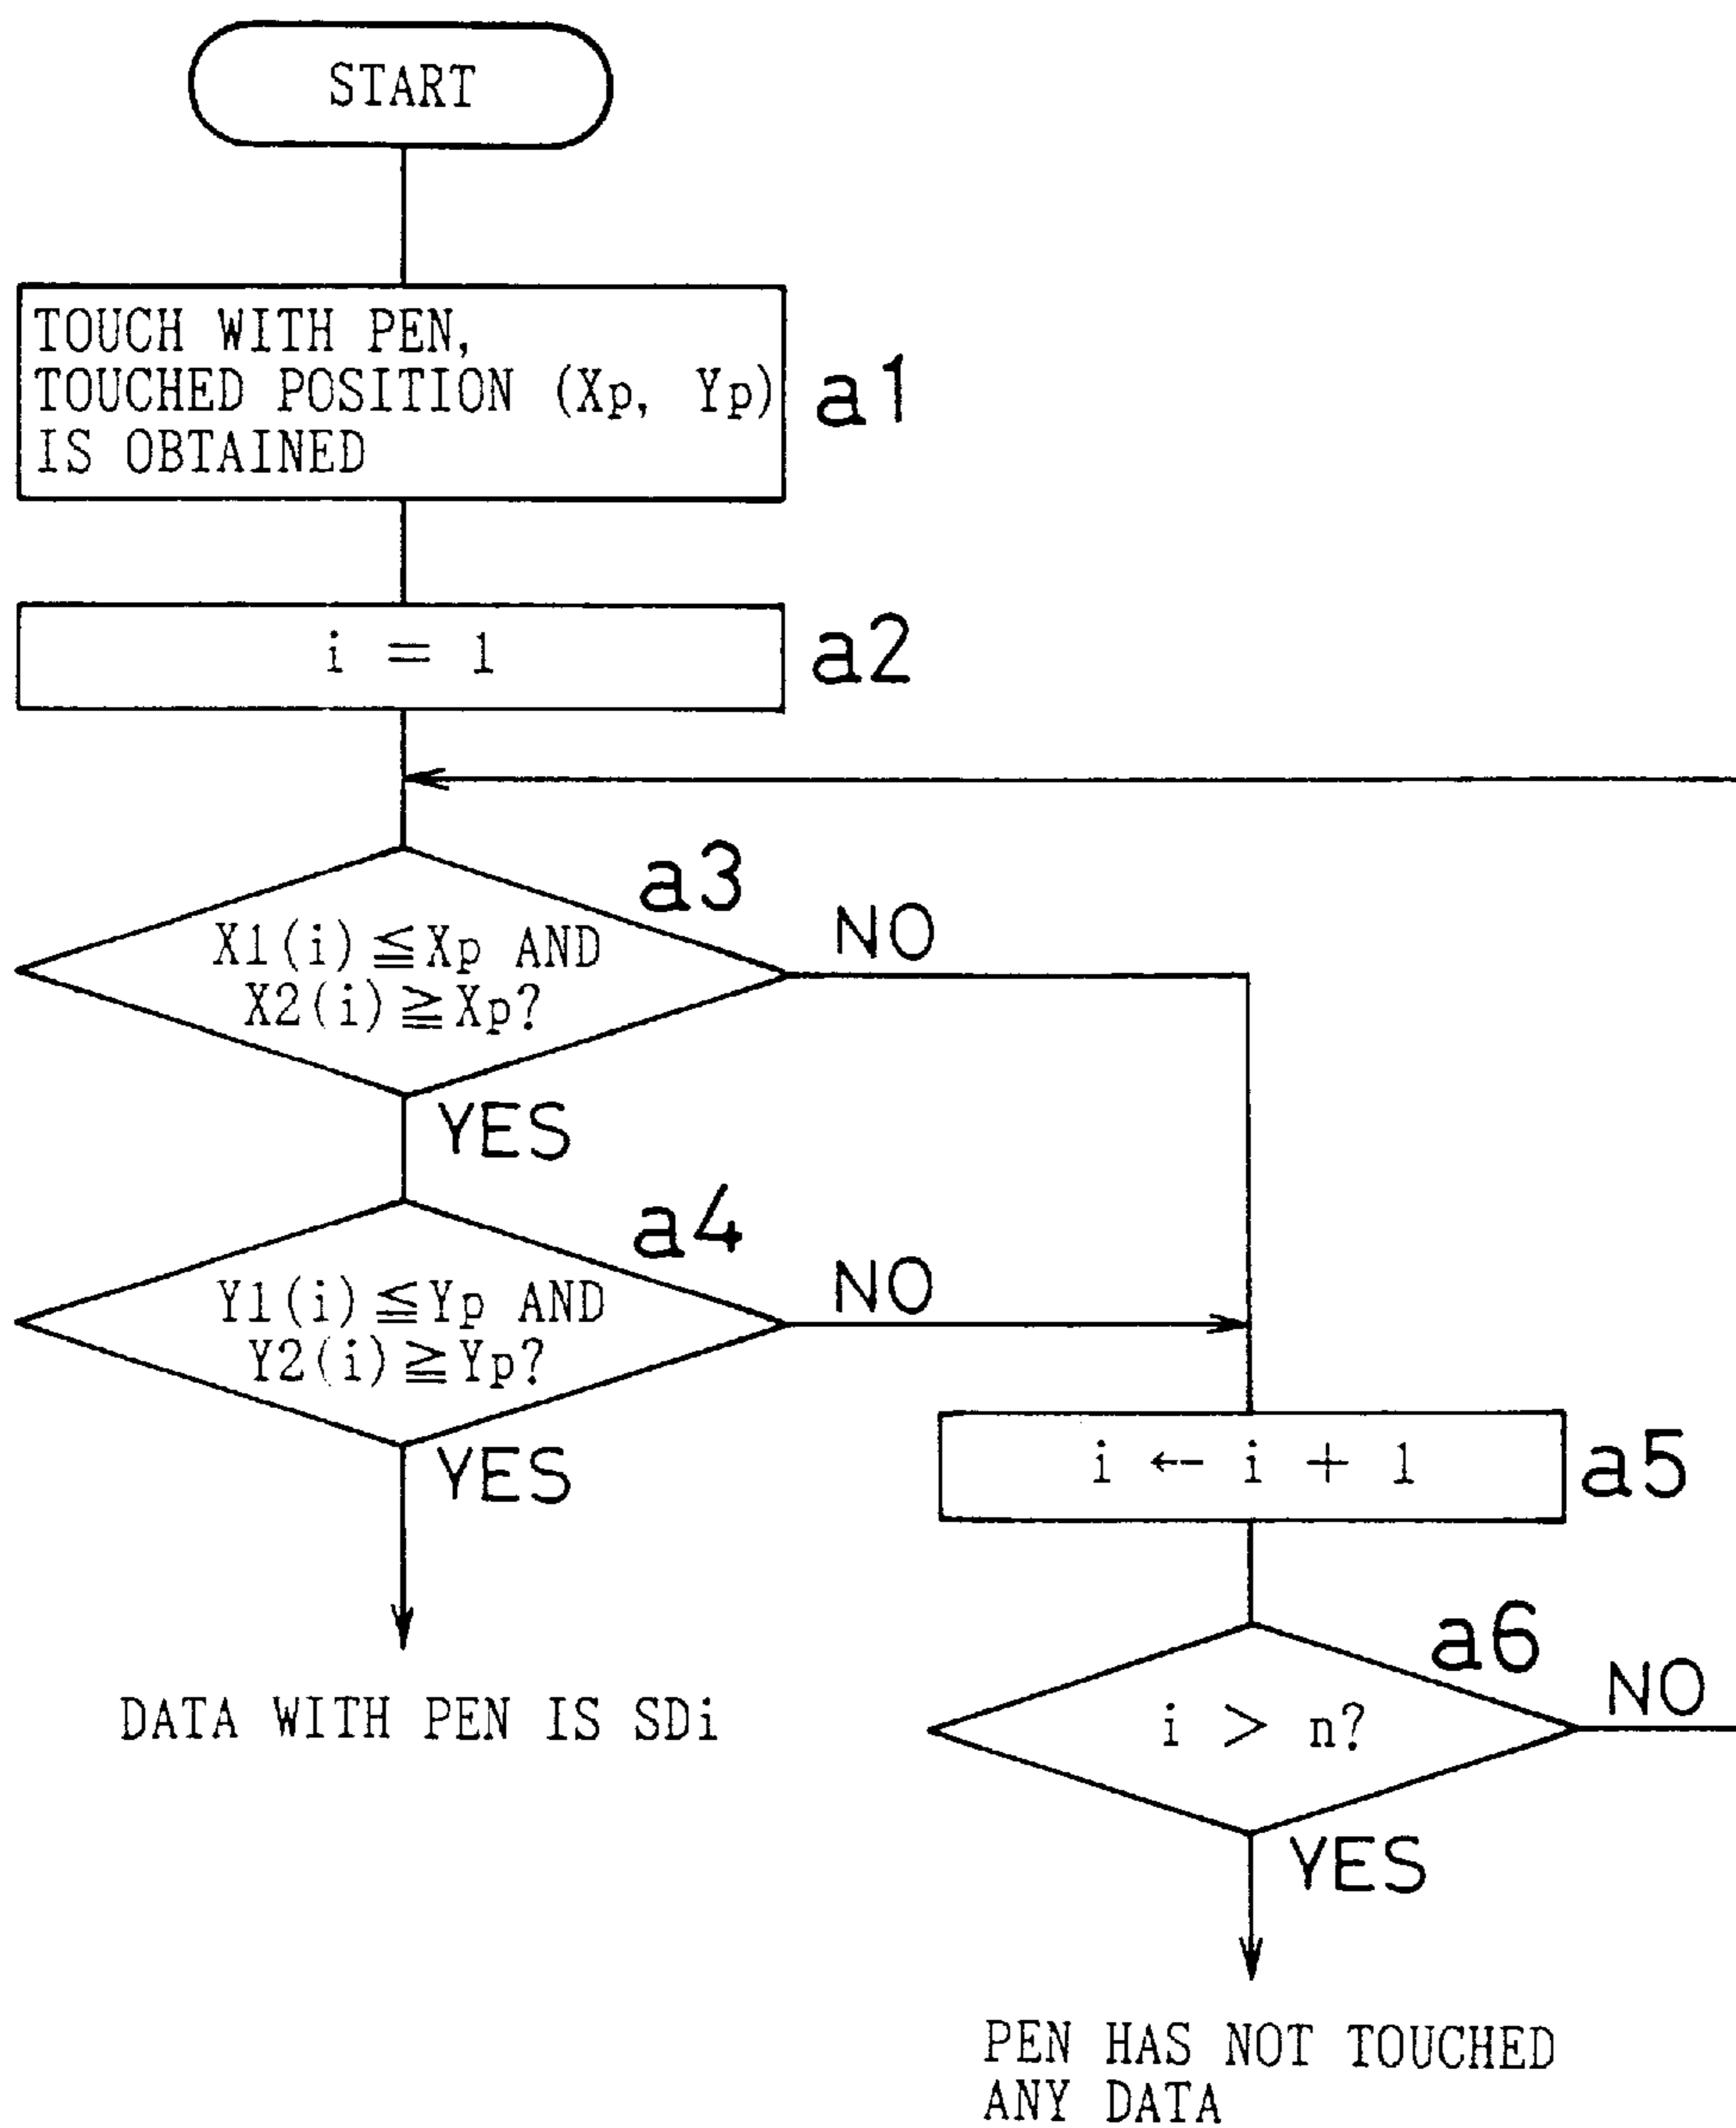 START
TOUCH WITH PEN,
TOUCHED POSITION (Xp, Yp)
IS OBTAINED
a1
i = 1
a2
a3
X1(i) ≦ Xp AND
X2(i) ≧ Xp?
NO
YES
a4
Y1(i) ≦ Yp AND
Y2(i) ≧ Yp?
NO
YES
i ← i + 1
a5
DATA WITH PEN IS SDi
a6
i > n?
NO
YES
PEN HAS NOT TOUCHED
ANY DATA